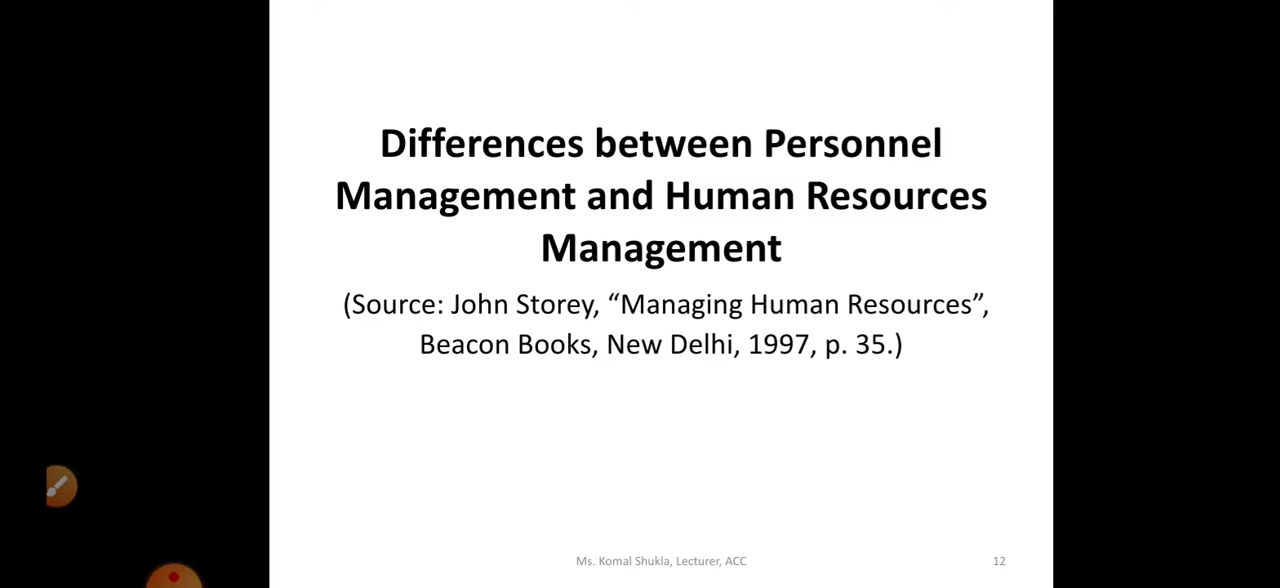 Differences between Personnel
Management and Human Resources
Management
(Source: John Storey, “Managing Human Resources”,
Beacon Books, New Delhi, 1997, p. 35.)
Ms. Komal Shukla, Lecturer, ACC
12